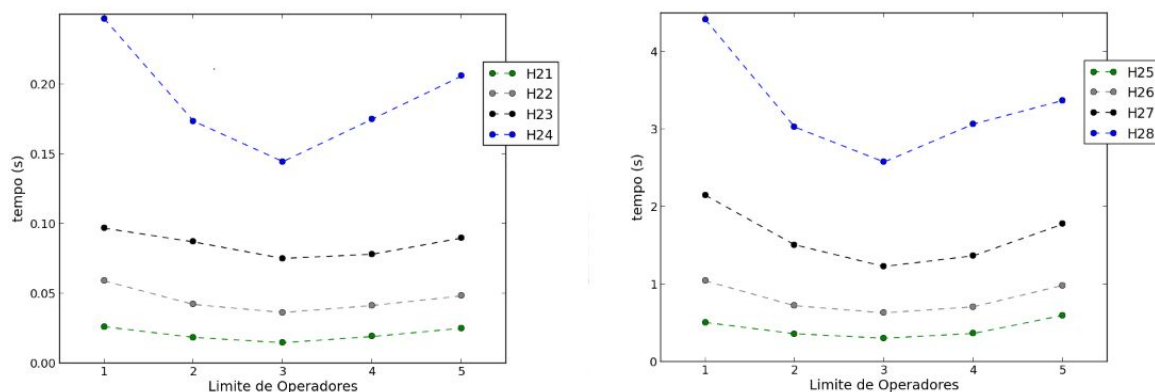 0.20
0.15
0.10
0.05
0.00
tempo (s)
1 2 3 4 5
Limite de Operadores
H21
H22
H23
H24
4
3
2
1
0
tempo (s)
1 2 3 4 5
Limite de Operadores
H25
H26
H27
H28